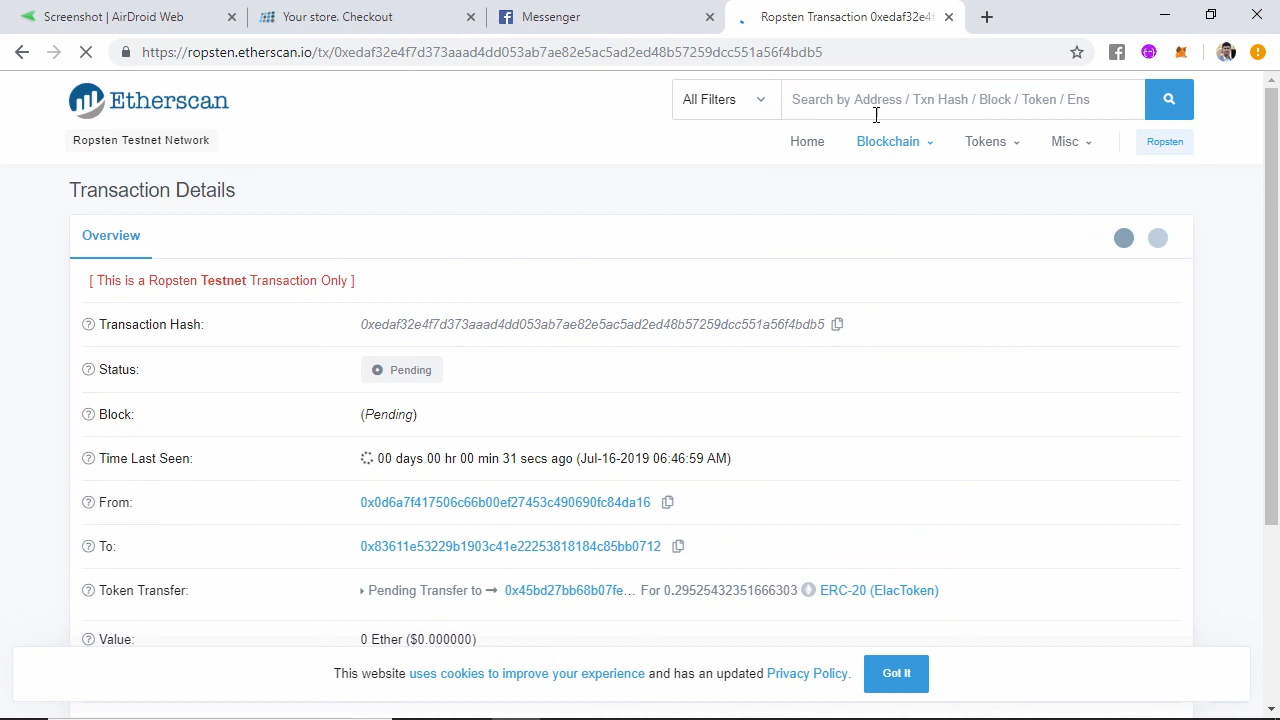 Screenshot | AirDroid Web
Your store. Checkout
Messenger
Ropsten Transaction 0xedaf32e4f
https://ropsten.etherscan.io/tx/0xedaf32e4f7d373aaad4dd053ab7ae82e5ac5ad2ed48b57259dcc551a56f4bdb5
Etherscan
All Filters
Search by Address / Txn Hash / Block / Token / Ens
Ropsten Testnet Network
Home
Blockchain
Tokens
Misc
Ropsten
Transaction Details
Overview
[ This is a Ropsten Testnet Transaction Only ]
Transaction Hash:
0xedaf32e4f7d373aaad4dd053ab7ae82e5ac5ad2ed48b57259dcc551a56f4bdb5
Status:
Pending
Block:
(Pending)
Time Last Seen:
00 days 00 hr 00 min 31 secs ago (Jul-16-2019 06:46:59 AM)
From:
0x0d6a7f417506c66b00ef27453c490690fc84da16
To:
0x83611e53229b1903c41e22253818184c85bb0712
Token Transfer:
Pending Transfer to → 0x45bd27bb68b07fe... For 0.29525432351666303 ERC-20 (ElacToken)
Value:
0 Ether ($0.000000)
This website uses cookies to improve your experience and has an updated Privacy Policy.
Got It